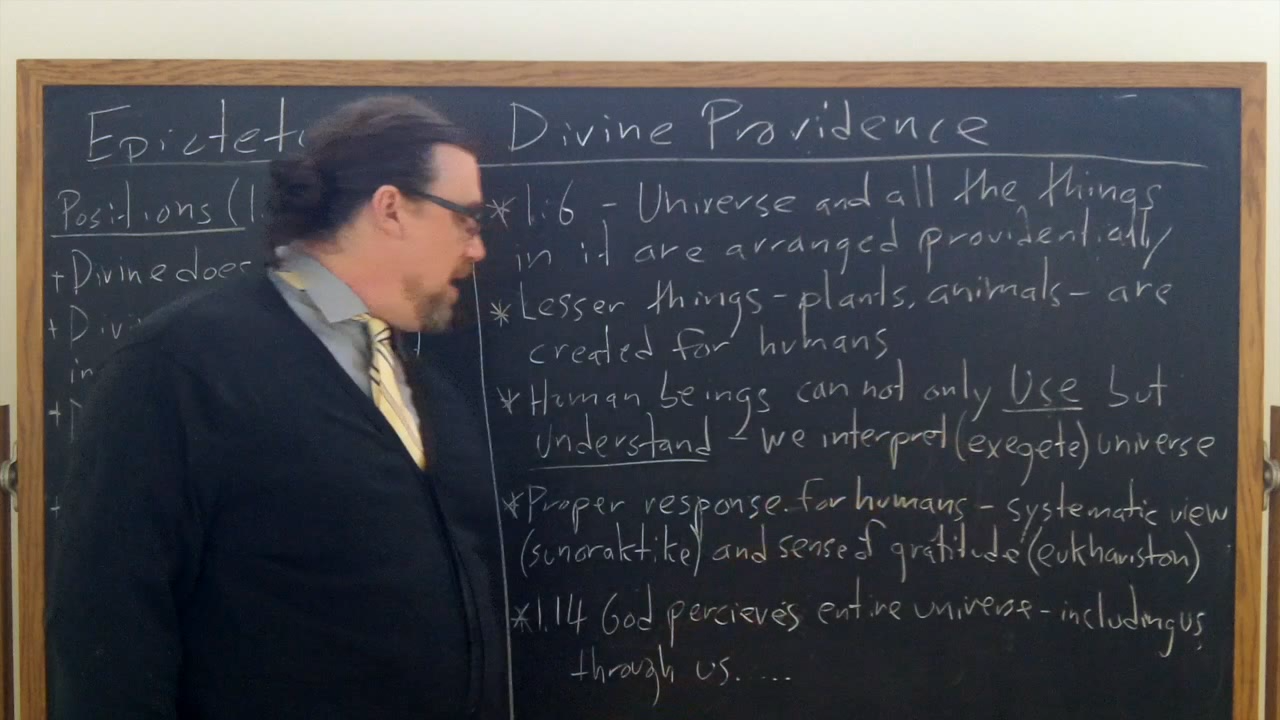 Epictet Divine Providence
Positions (1.
+ Divine does
+ Divi
in
+
+
* 1.6 - Universe and all the things
in it are arranged providentially
* Lesser things - plants, animals - are
created for humans
* Human beings can not only Use but
understand - we interpret (exegete) universe
* Proper response for humans - systematic view
(sunoraktike) and sense of gratitude (eukhariston)
* 1.14 God percieves entire universe - including us,
through us.....